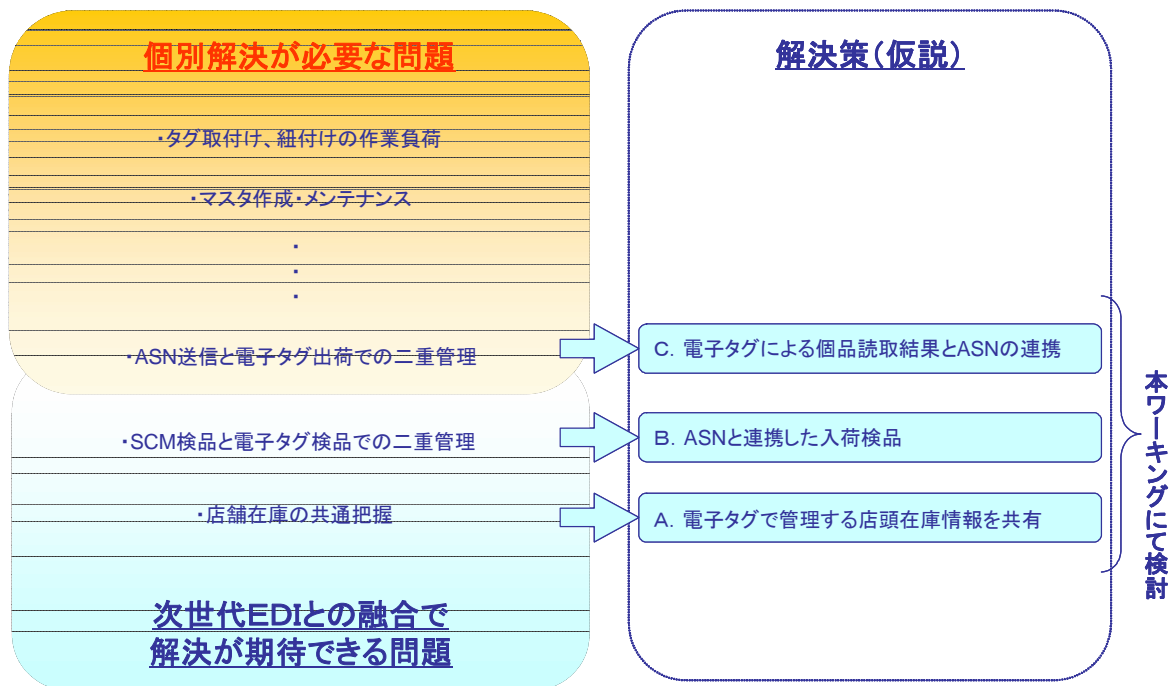 個別解決が必要な問題
・タグ取付け、紐付けの作業負荷
・マスタ作成・メンテナンス
・
・
・
・ASN送信と電子タグ出荷での二重管理
・SCM検品と電子タグ検品での二重管理
・店舗在庫の共通把握
次世代EDIとの融合で
解決が期待できる問題
解決策（仮説）
C．電子タグによる個品読取結果とASNの連携
B．ASNと連携した入荷検品
A．電子タグで管理する店頭在庫情報を共有
本ワーキングにて検討